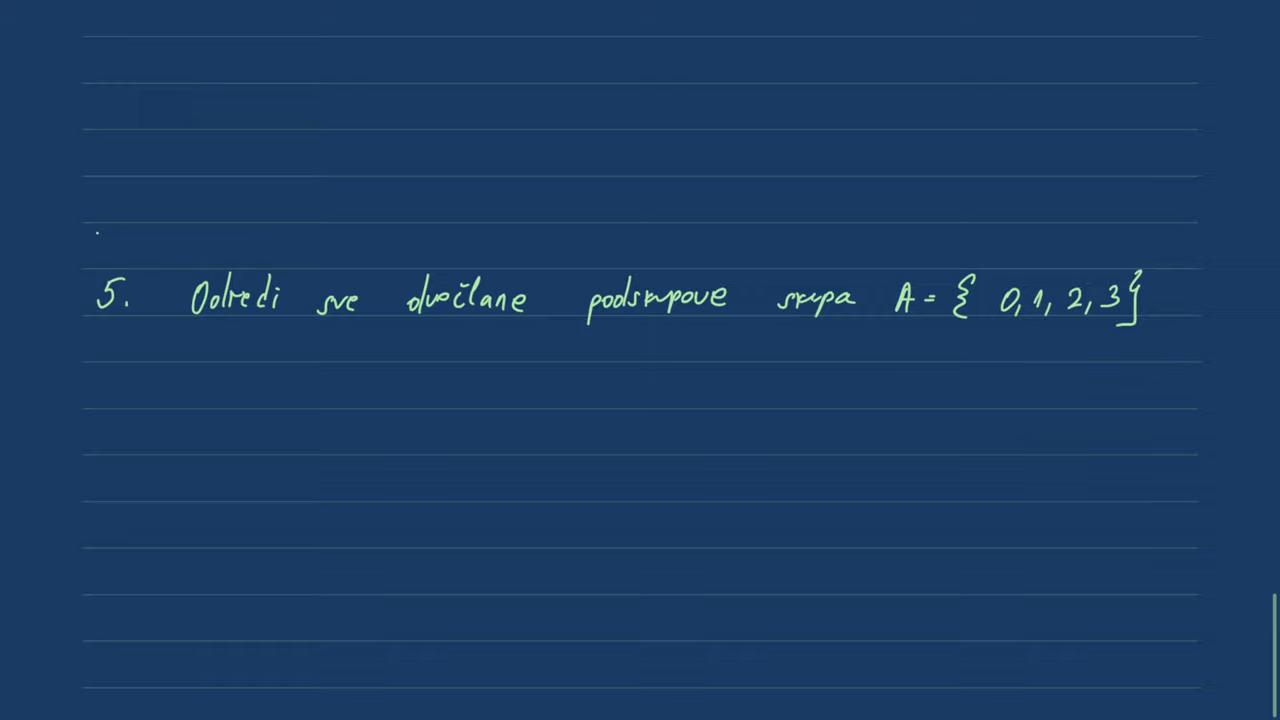 5. Odredi sve dvočlane podskupove skupa A = { 0, 1, 2, 3}